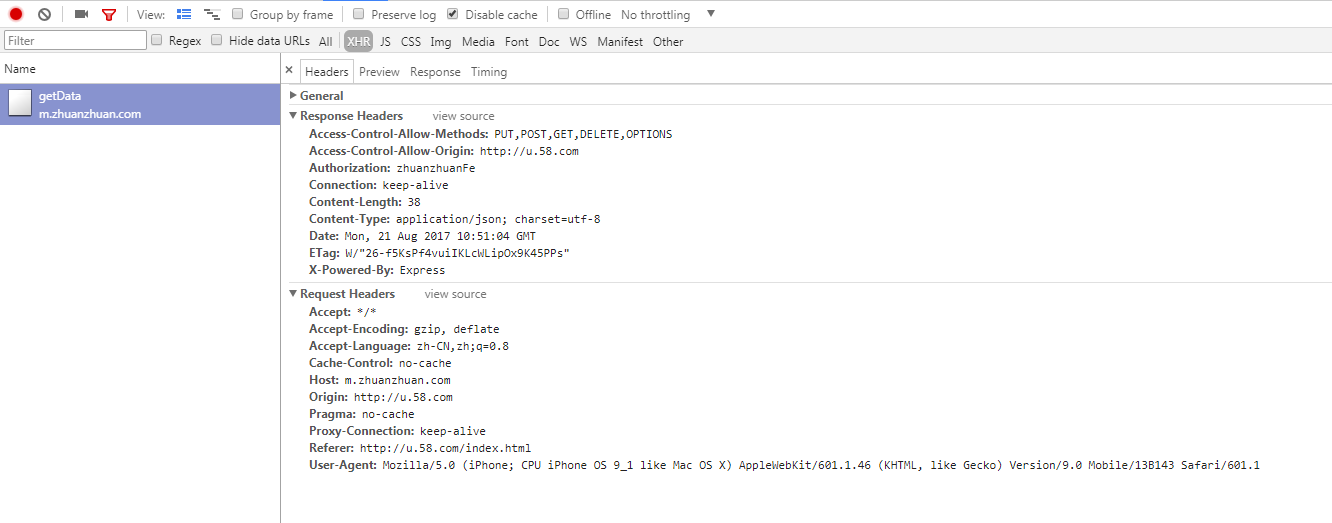 View: Group by frame Preserve log Disable cache Offline No throttling
Filter Regex Hide data URLs All XHR JS CSS Img Media Font Doc WS Manifest Other
Name
getData
m.zhuanzhuan.com
× Headers Preview Response Timing
General
Response Headers view source
Access-Control-Allow-Methods: PUT,POST,GET,DELETE,OPTIONS
Access-Control-Allow-Origin: http://u.58.com
Authorization: zhuanzhuanFe
Connection: keep-alive
Content-Length: 38
Content-Type: application/json; charset=utf-8
Date: Mon, 21 Aug 2017 10:51:04 GMT
ETag: W/"26-f5KsPf4vuiIKLcWLipOx9K45PPs"
X-Powered-By: Express
Request Headers view source
Accept: */*
Accept-Encoding: gzip, deflate
Accept-Language: zh-CN,zh;q=0.8
Cache-Control: no-cache
Host: m.zhuanzhuan.com
Origin: http://u.58.com
Pragma: no-cache
Proxy-Connection: keep-alive
Referer: http://u.58.com/index.html
User-Agent: Mozilla/5.0 (iPhone; CPU iPhone OS 9_1 like Mac OS X) AppleWebKit/601.1.46 (KHTML, like Gecko) Version/9.0 Mobile/13B143 Safari/601.1